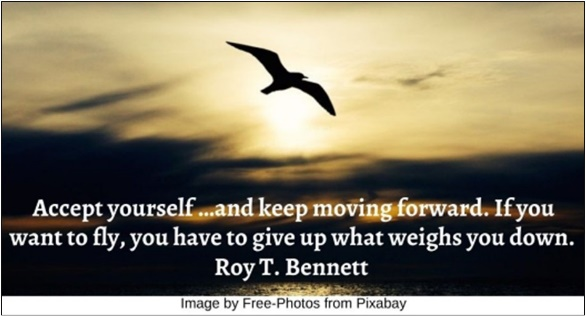 Accept yourself ...and keep moving forward. If you
want to fly, you have to give up what weighs you down.
Roy T. Bennett
Image by Free-Photos from Pixabay